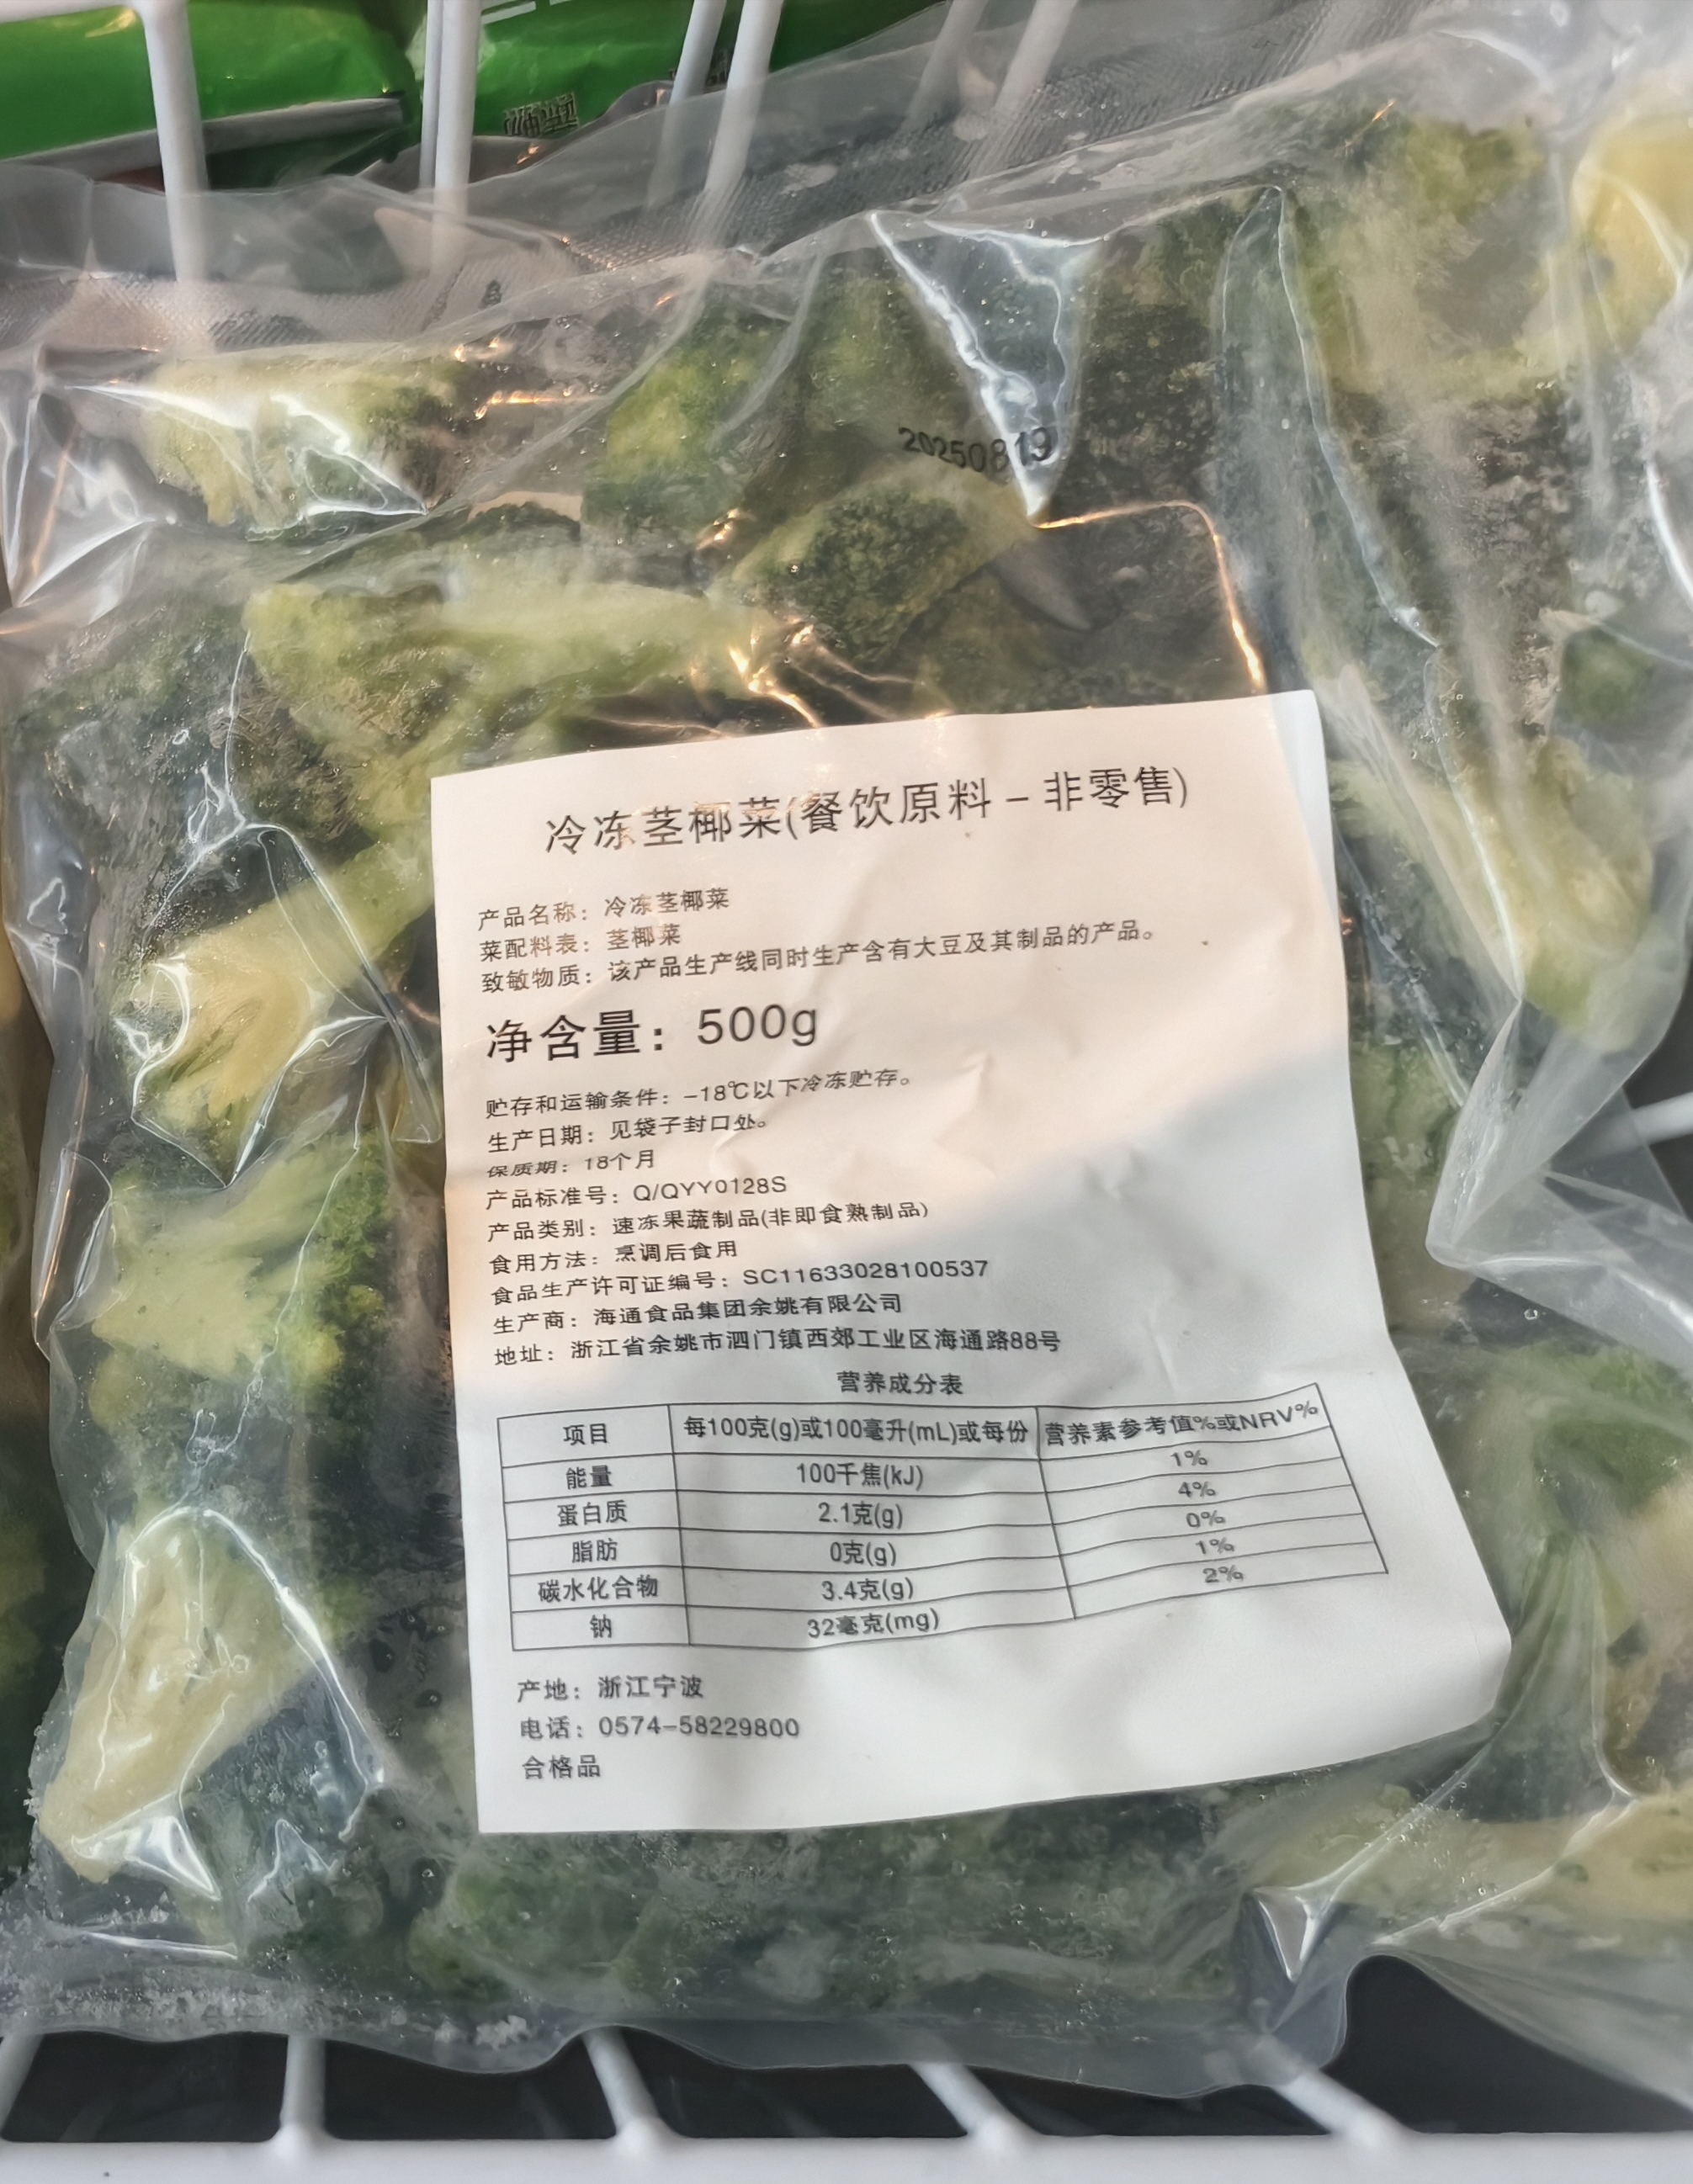 20250819
冷冻茎椰菜(餐饮原料-非零售)
产品名称：冷冻茎椰菜
菜配料表：茎椰菜
致敏物质：该产品生产线同时生产含有大豆及其制品的产品。
净含量：500g
贮存和运输条件：-18℃以下冷冻贮存。
生产日期：见袋子封口处。
保质期：18个月
产品标准号：Q/QYY0128S
产品类别：速冻果蔬制品(非即食熟制品)
食用方法：烹调后食用
食品生产许可证编号：SC11633028100537
生产商：海通食品集团余姚有限公司
地址：浙江省余姚市泗门镇西郊工业区海通路88号
营养成分表
项目 每100克(g)或100毫升(mL)或每份 营养素参考值%或NRV%
能量 100千焦(kJ) 1%
蛋白质 2.1克(g) 4%
脂肪 0克(g) 0%
碳水化合物 3.4克(g) 1%
钠 32毫克(mg) 2%
产地：浙江宁波
电话：0574-58229800
合格品